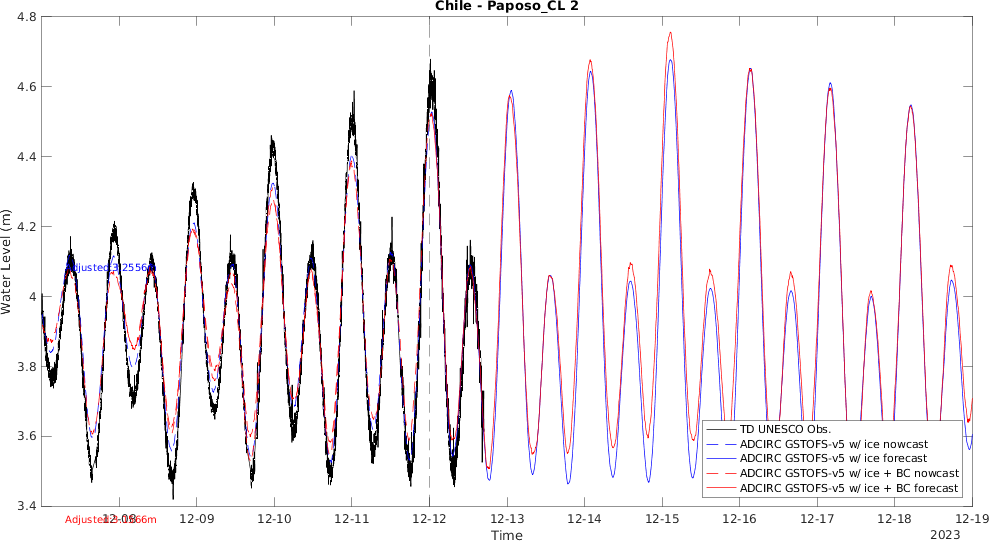 Chile - Paposo_CL 2
Water Level (m)
4.8
4.6
4.4
4.2
4
3.8
3.6
3.4
TD UNESCO Obs.
ADCIRC GSTOFS-v5 w/ ice nowcast
ADCIRC GSTOFS-v5 w/ ice forecast
ADCIRC GSTOFS-v5 w/ ice + BC nowcast
ADCIRC GSTOFS-v5 w/ ice + BC forecast
12-08 12-09 12-10 12-11 12-12 12-13 12-14 12-15 12-16 12-17 12-18 12-19
Time
2023